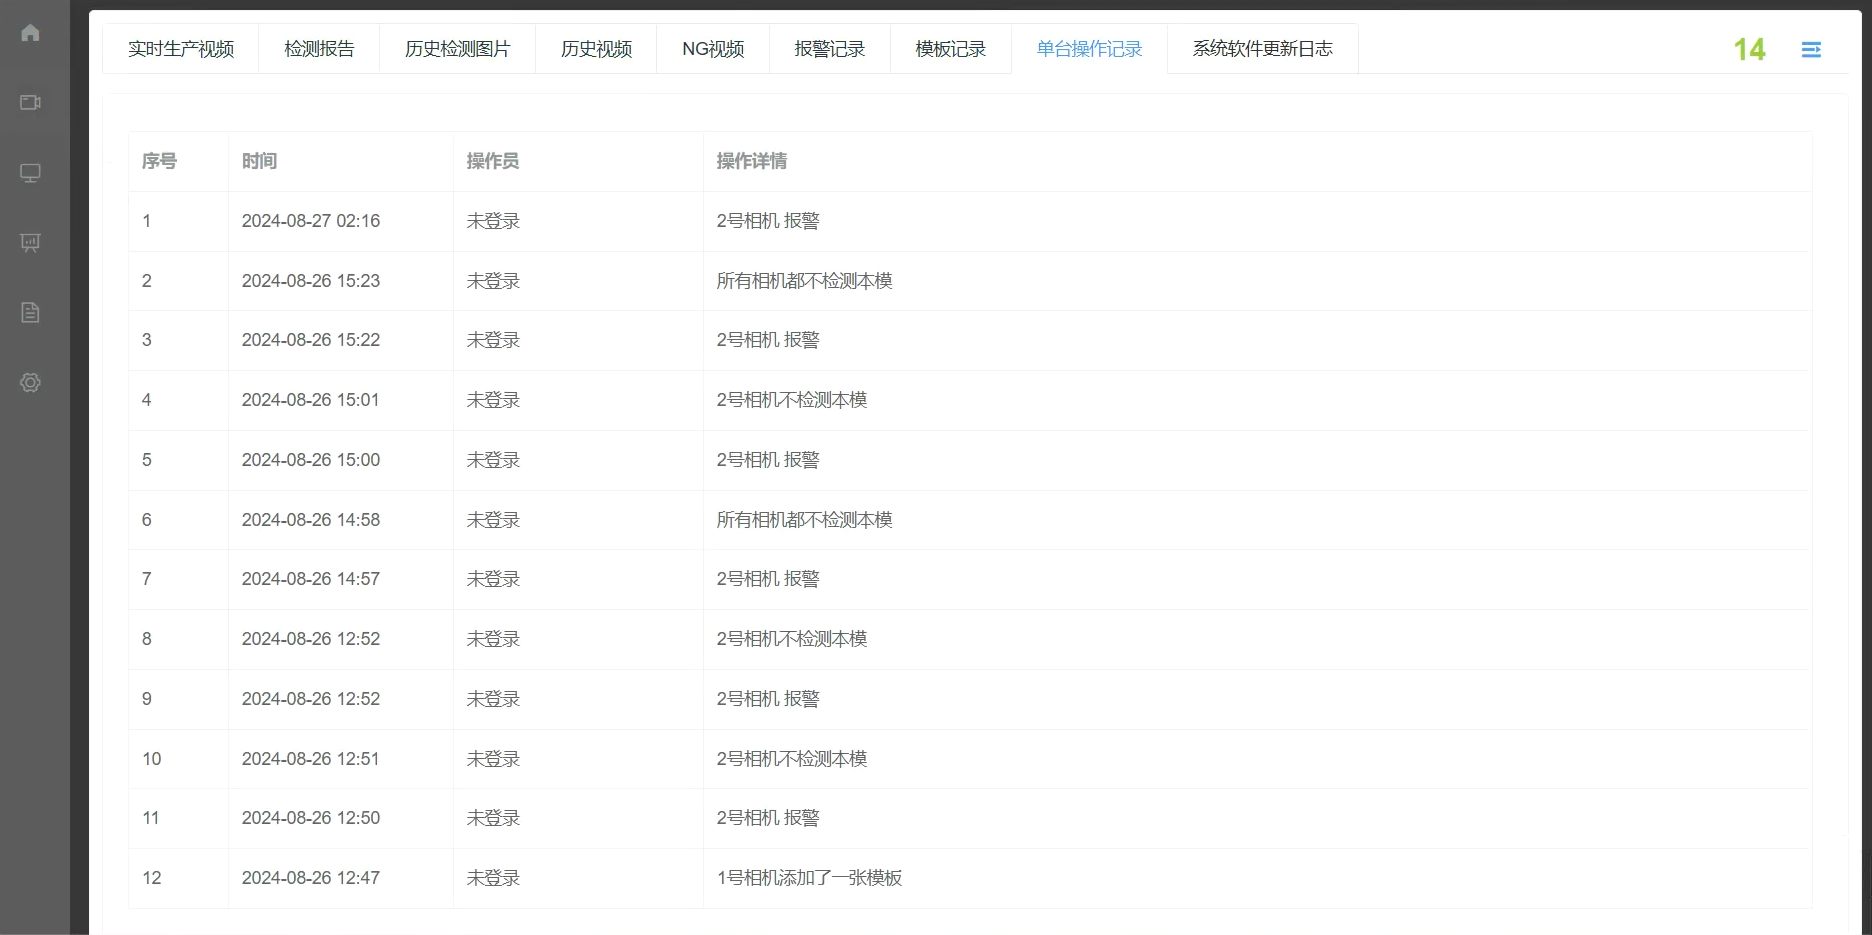 实时生产视频 检测报告 历史检测图片 历史视频 NG视频 报警记录 模板记录 单台操作记录 系统软件更新日志 14
序号 时间 操作员 操作详情
1 2024-08-27 02:16 未登录 2号相机 报警
2 2024-08-26 15:23 未登录 所有相机都不检测本模
3 2024-08-26 15:22 未登录 2号相机 报警
4 2024-08-26 15:01 未登录 2号相机不检测本模
5 2024-08-26 15:00 未登录 2号相机 报警
6 2024-08-26 14:58 未登录 所有相机都不检测本模
7 2024-08-26 14:57 未登录 2号相机 报警
8 2024-08-26 12:52 未登录 2号相机不检测本模
9 2024-08-26 12:52 未登录 2号相机 报警
10 2024-08-26 12:51 未登录 2号相机不检测本模
11 2024-08-26 12:50 未登录 2号相机 报警
12 2024-08-26 12:47 未登录 1号相机添加了一张模板